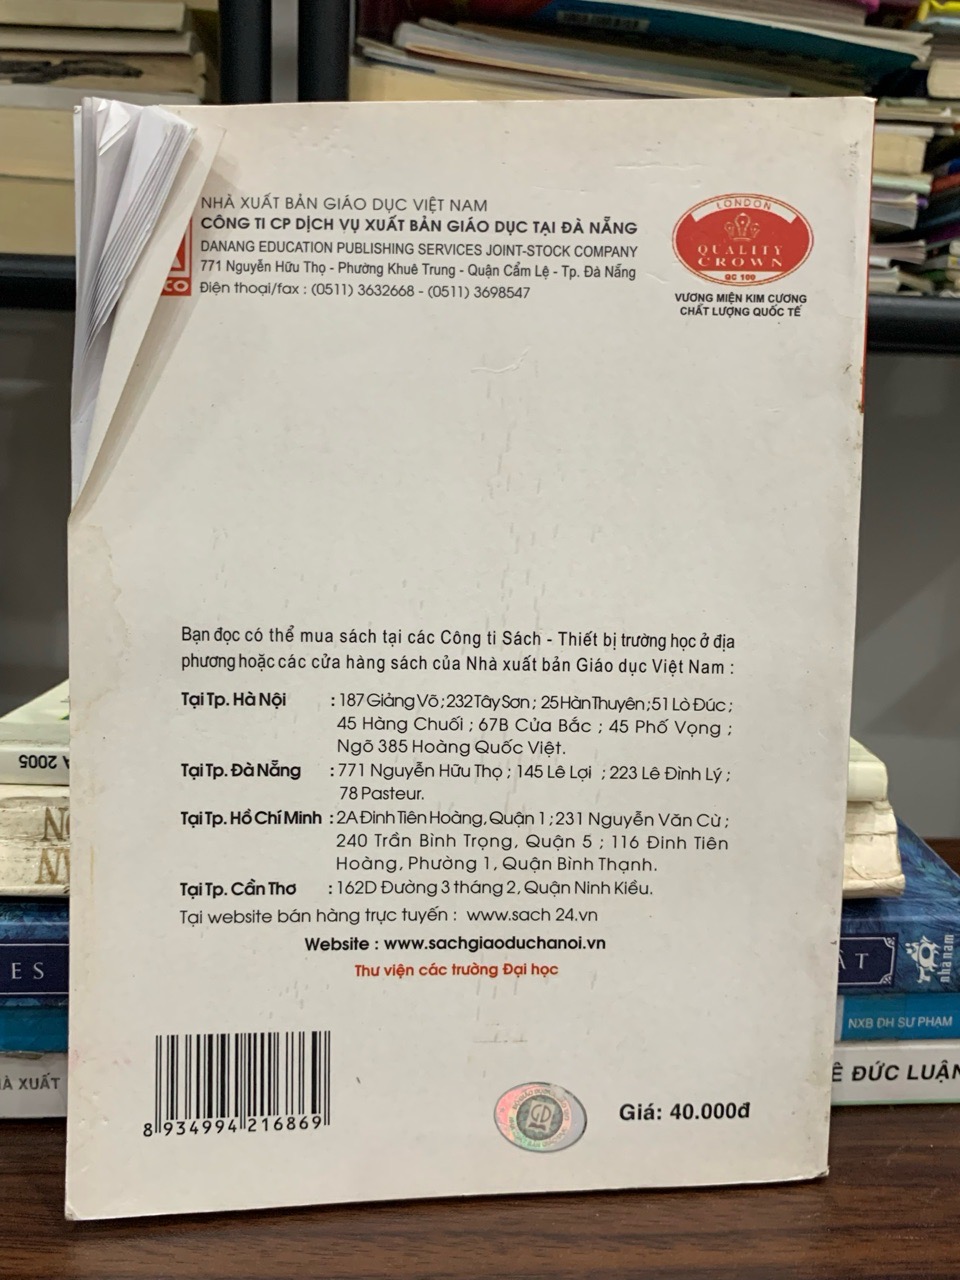 NHÀ XUẤT BẢN GIÁO DỤC VIỆT NAM
CÔNG TI CP DỊCH VỤ XUẤT BẢN GIÁO DỤC TẠI ĐÀ NẴNG
DANANG EDUCATION PUBLISHING SERVICES JOINT-STOCK COMPANY
771 Nguyễn Hữu Thọ - Phường Khuê Trung - Quận Cẩm Lệ - Tp. Đà Nẵng
Điện thoại/fax : (0511) 3632668 - (0511) 3698547
CO
LONDON
QUALITY
CROWN
QC 100
VƯƠNG MIỆN KIM CƯƠNG
CHẤT LƯỢNG QUỐC TẾ
Bạn đọc có thể mua sách tại các Công ti Sách - Thiết bị trường học ở địa
phương hoặc các cửa hàng sách của Nhà xuất bản Giáo dục Việt Nam :
Tại Tp. Hà Nội : 187 Giảng Võ ; 232 Tây Sơn ; 25 Hàn Thuyên ; 51 Lò Đúc ;
45 Hàng Chuối ; 67B Cửa Bắc ; 45 Phố Vọng ;
Ngõ 385 Hoàng Quốc Việt.
Tại Tp. Đà Nẵng : 771 Nguyễn Hữu Thọ ; 145 Lê Lợi ; 223 Lê Đình Lý ;
78 Pasteur.
Tại Tp. Hồ Chí Minh : 2A Đinh Tiên Hoàng, Quận 1 ; 231 Nguyễn Văn Cừ ;
240 Trần Bình Trọng, Quận 5 ; 116 Đinh Tiên
Hoàng, Phường 1, Quận Bình Thạnh.
Tại Tp. Cần Thơ : 162D Đường 3 tháng 2, Quận Ninh Kiều.
Tại website bán hàng trực tuyến : www.sach 24.vn
Website : www.sachgiaoduchanoi.vn
Thư viện các trường Đại học
8 934994 216869
GD
Giá: 40.000đ
A 2005
ES
ẬT
nhã nam
NXB ĐH SƯ PHẠM
À XUẤT
Ê ĐỨC LUẬN